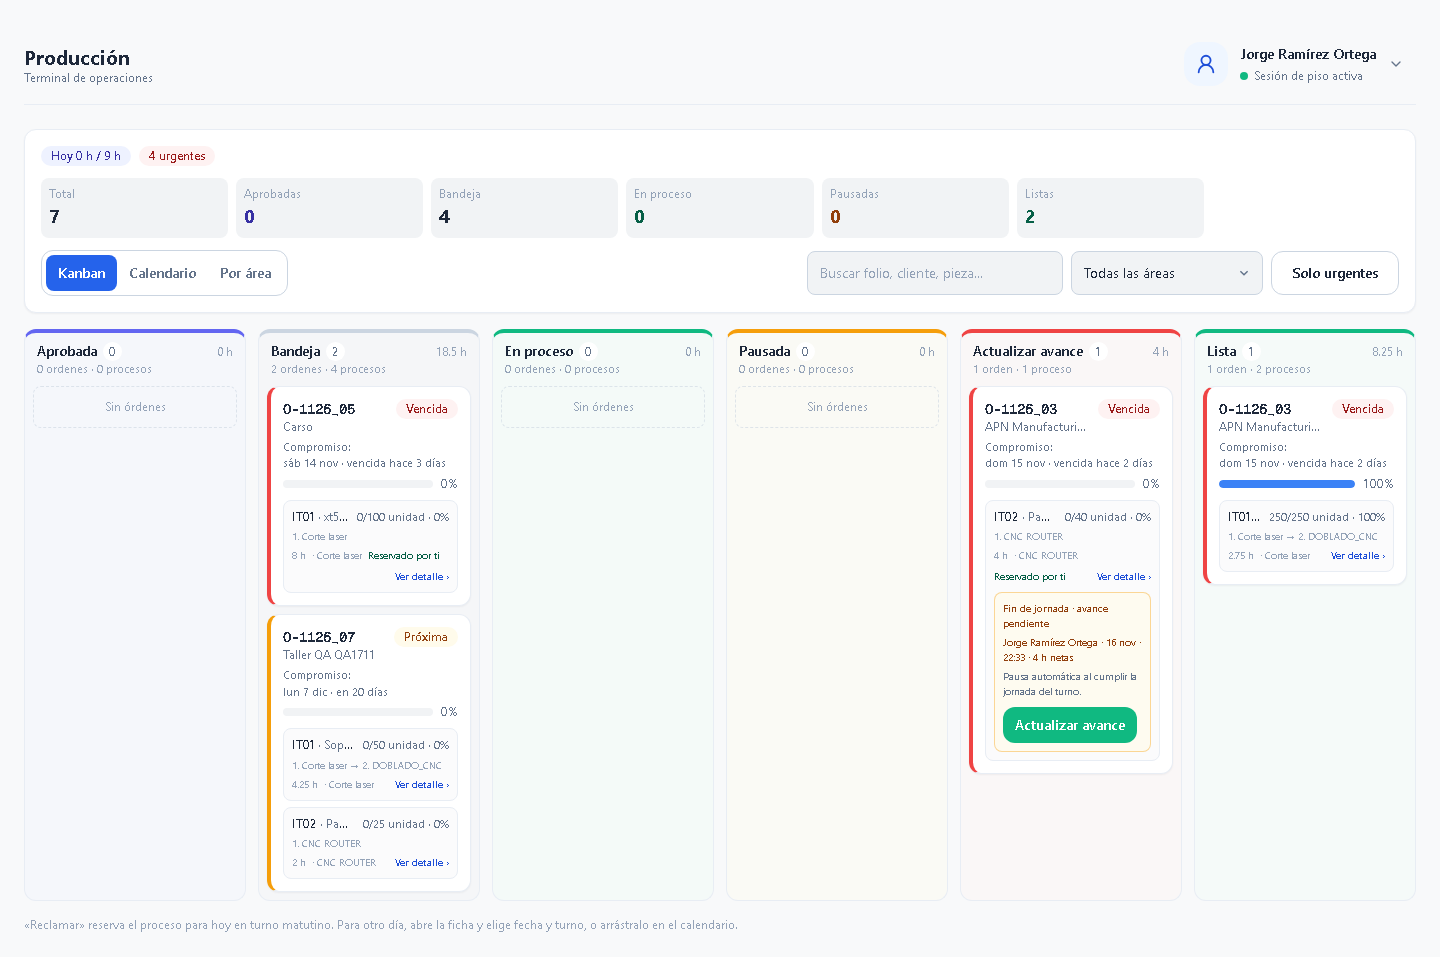 Producción
Terminal de operaciones
Jorge Ramírez Ortega
Sesión de piso activa
Hoy 0 h / 9 h
4 urgentes
Total
7
Aprobadas
0
Bandeja
4
En proceso
0
Pausadas
0
Listas
2
Kanban
Calendario
Por área
Buscar folio, cliente, pieza...
Todas las áreas
Solo urgentes
Aprobada 0 0 h
0 ordenes · 0 procesos
Sin órdenes
Bandeja 2 18.5 h
2 ordenes · 4 procesos
O-1126_05 Vencida
Carso
Compromiso:
sáb 14 nov · vencida hace 3 días
0%
IT01 · xt5... 0/100 unidad · 0%
1. Corte laser
8 h · Corte laser Reservado por ti
Ver detalle ›
O-1126_07 Próxima
Taller QA QA1711
Compromiso:
lun 7 dic · en 20 días
0%
IT01 · Sop... 0/50 unidad · 0%
1. Corte laser → 2. DOBLADO_CNC
4.25 h · Corte laser Ver detalle ›
IT02 · Pa... 0/25 unidad · 0%
1. CNC ROUTER
2 h · CNC ROUTER Ver detalle ›
En proceso 0 0 h
0 ordenes · 0 procesos
Sin órdenes
Pausada 0 0 h
0 ordenes · 0 procesos
Sin órdenes
Actualizar avance 1 4 h
1 orden · 1 proceso
O-1126_03 Vencida
APN Manufacturi...
Compromiso:
dom 15 nov · vencida hace 2 días
0%
IT02 · Pa... 0/40 unidad · 0%
1. CNC ROUTER
4 h · CNC ROUTER
Reservado por ti Ver detalle ›
Fin de jornada · avance
pendiente
Jorge Ramírez Ortega · 16 nov ·
22:33 · 4 h netas
Pausa automática al cumplir la
jornada del turno.
Actualizar avance
Lista 1 8.25 h
1 orden · 2 procesos
O-1126_03 Vencida
APN Manufacturi...
Compromiso:
dom 15 nov · vencida hace 2 días
100%
IT01... 250/250 unidad · 100%
1. Corte laser → 2. DOBLADO_CNC
2.75 h · Corte laser Ver detalle ›
«Reclamar» reserva el proceso para hoy en turno matutino. Para otro día, abre la ficha y elige fecha y turno, o arrástralo en el calendario.